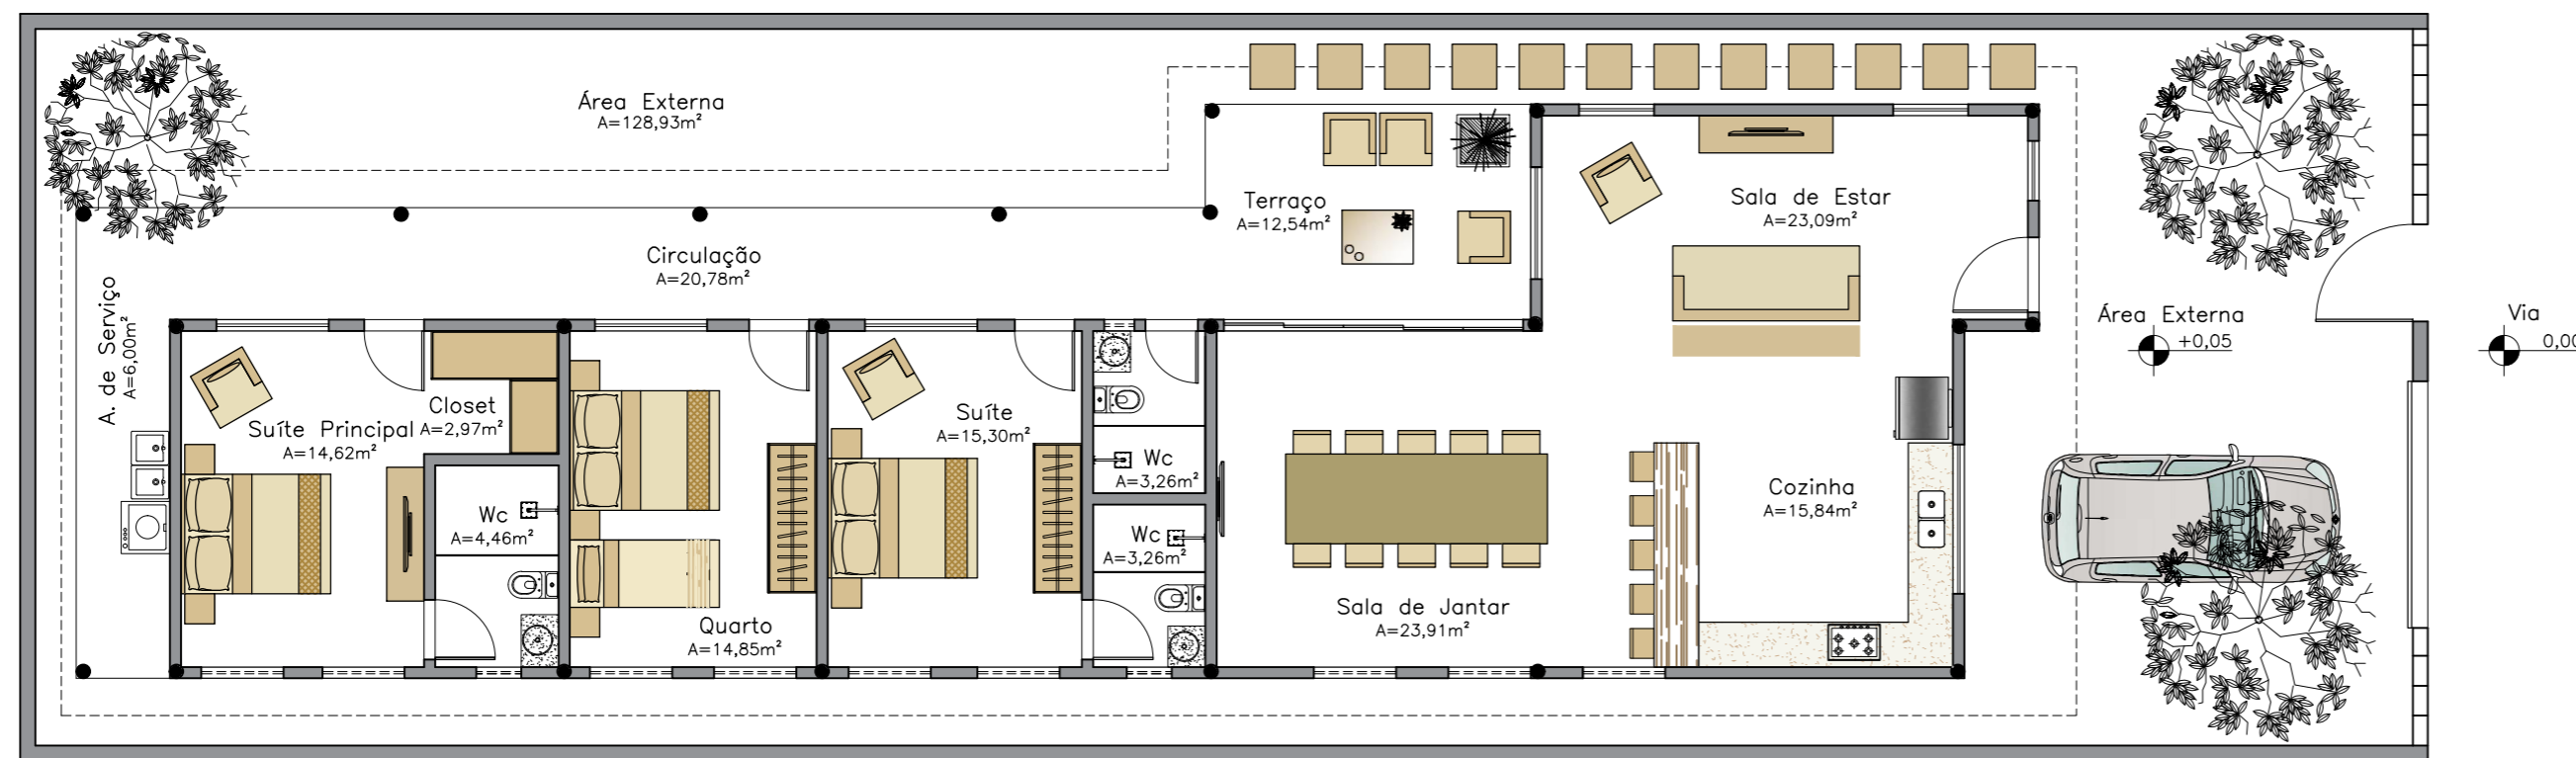 Área Externa
A=128,93m²
Terraço
A=12,54m²
Sala de Estar
A=23,09m²
Circulação
A=20,78m²
A. de Serviço
A=6,00m²
Área Externa
+0,05
Via
0,00
Closet
A=2,97m²
Suíte Principal
A=14,62m²
Suíte
A=15,30m²
Wc
A=3,26m²
Wc
A=4,46m²
Wc
A=3,26m²
Cozinha
A=15,84m²
Quarto
A=14,85m²
Sala de Jantar
A=23,91m²